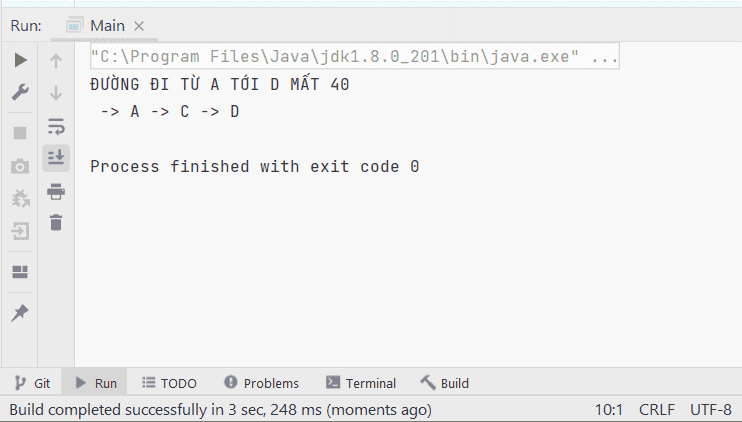 Run: Main
"C:\Program Files\Java\jdk1.8.0_201\bin\java.exe" ...
ĐƯỜNG ĐI TỪ A TỚI D MẤT 40
-> A -> C -> D
Process finished with exit code 0
Git Run TODO Problems Terminal Build
Build completed successfully in 3 sec, 248 ms (moments ago) 10:1 CRLF UTF-8